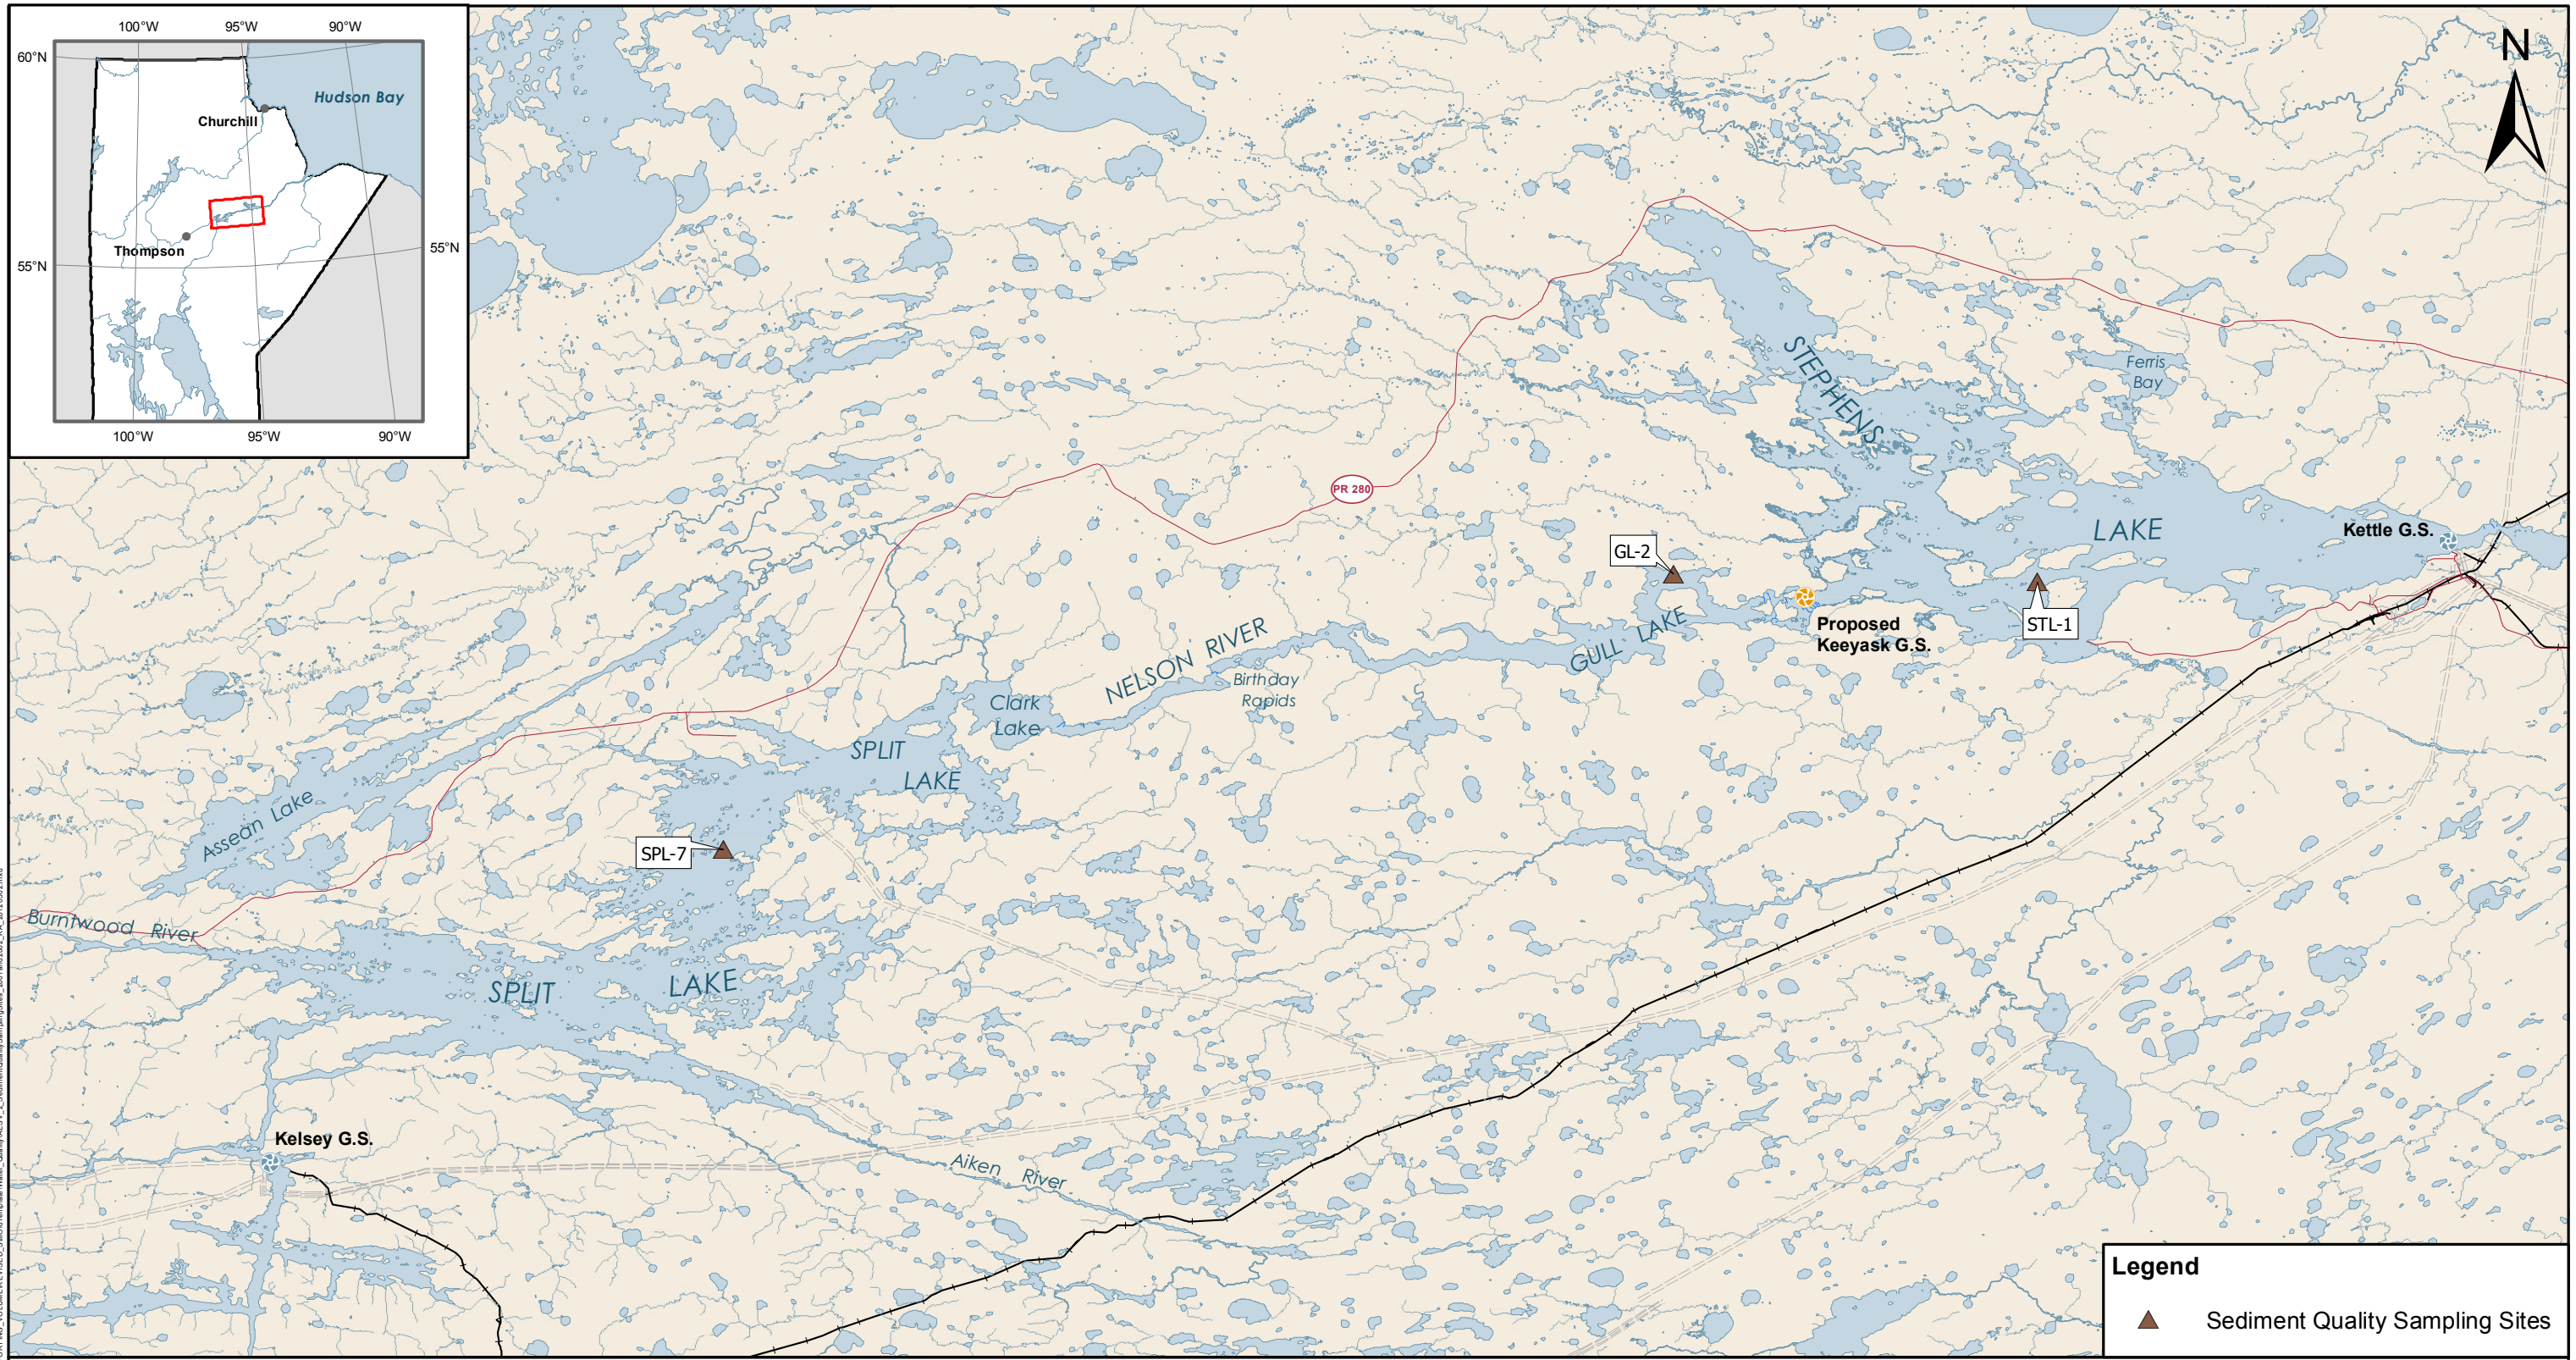 100°W 95°W 90°W
60°N
Hudson Bay
Churchill
Thompson
55°N
55°N
100°W 95°W 90°W
N
STEPHENS
LAKE
Ferris
Bay
PR 280
Kettle G.S.
GL-2
STL-1
Proposed
Keeyask G.S.
GULL LAKE
NELSON RIVER
Birthday
Rapids
Clark
Lake
SPLIT
LAKE
Assean Lake
SPL-7
Burntwood River
SPLIT LAKE
Kelsey G.S.
Aiken River
Legend
Sediment Quality Sampling Sites